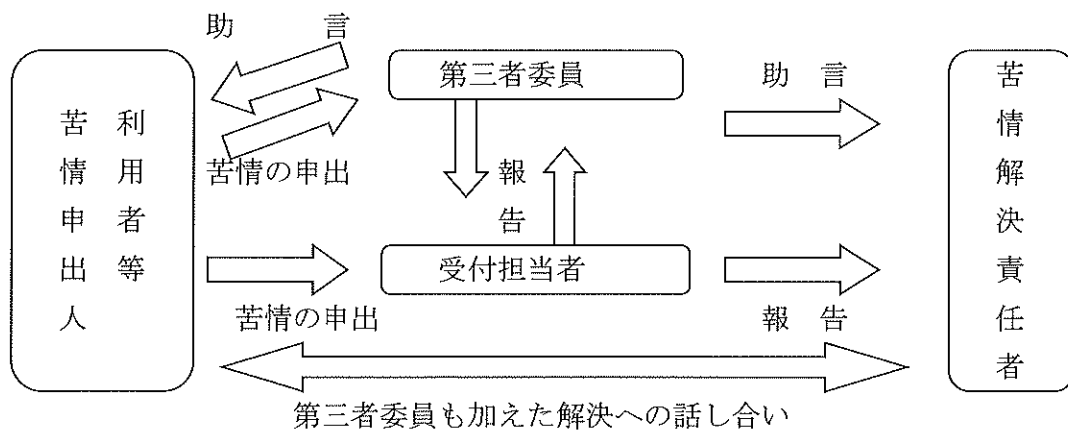 助 言
利用者等
苦情申出人
苦情の申出
第三者委員
助 言
報告
受付担当者
苦情の申出
報 告
苦情解決責任者
第三者委員も加えた解決への話し合い